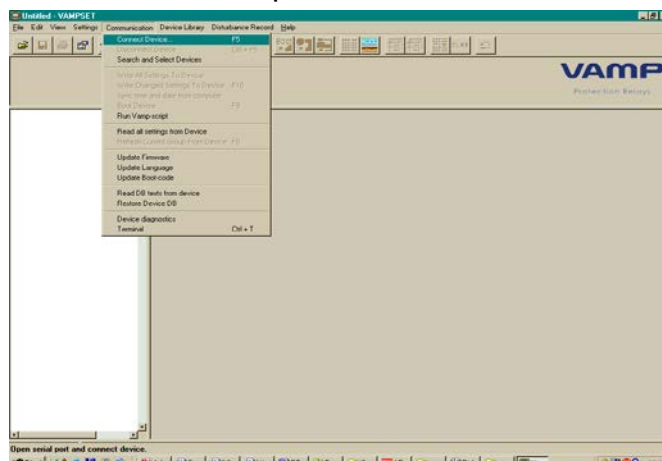 Untitled - VAMPSET
File Edit View Settings Communication Device Library Disturbance Record Help
Connect Device... F5
Disconnect Device
Search and Select Devices
Write All Settings To Device
Write Changed Settings To Device F10
Sync time and date from computer
Boot Device
Run Vamp-script
Read all settings from Device
Update Firmware
Update Language
Update Boot-code
Read DB texts from device
Restore Device DB
Device diagnostics
Terminal Ctrl + T
VAMP
Protection Relays
Open serial port and connect device.